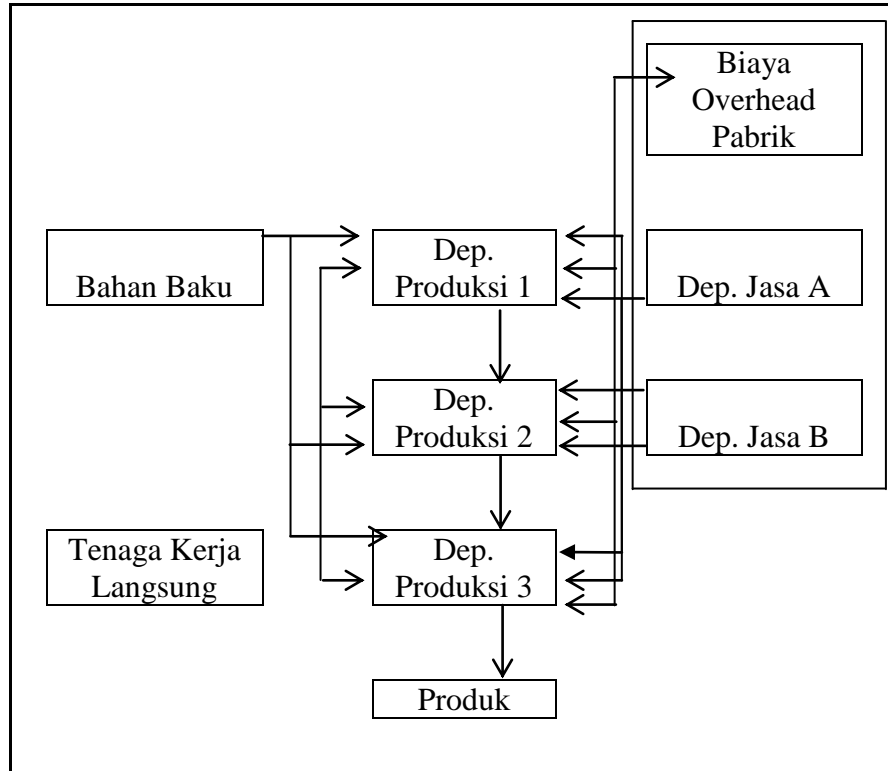 Biaya
Overhead
Pabrik
Bahan Baku
Dep.
Produksi 1
Dep. Jasa A
Dep.
Produksi 2
Dep. Jasa B
Tenaga Kerja
Langsung
Dep.
Produksi 3
Produk